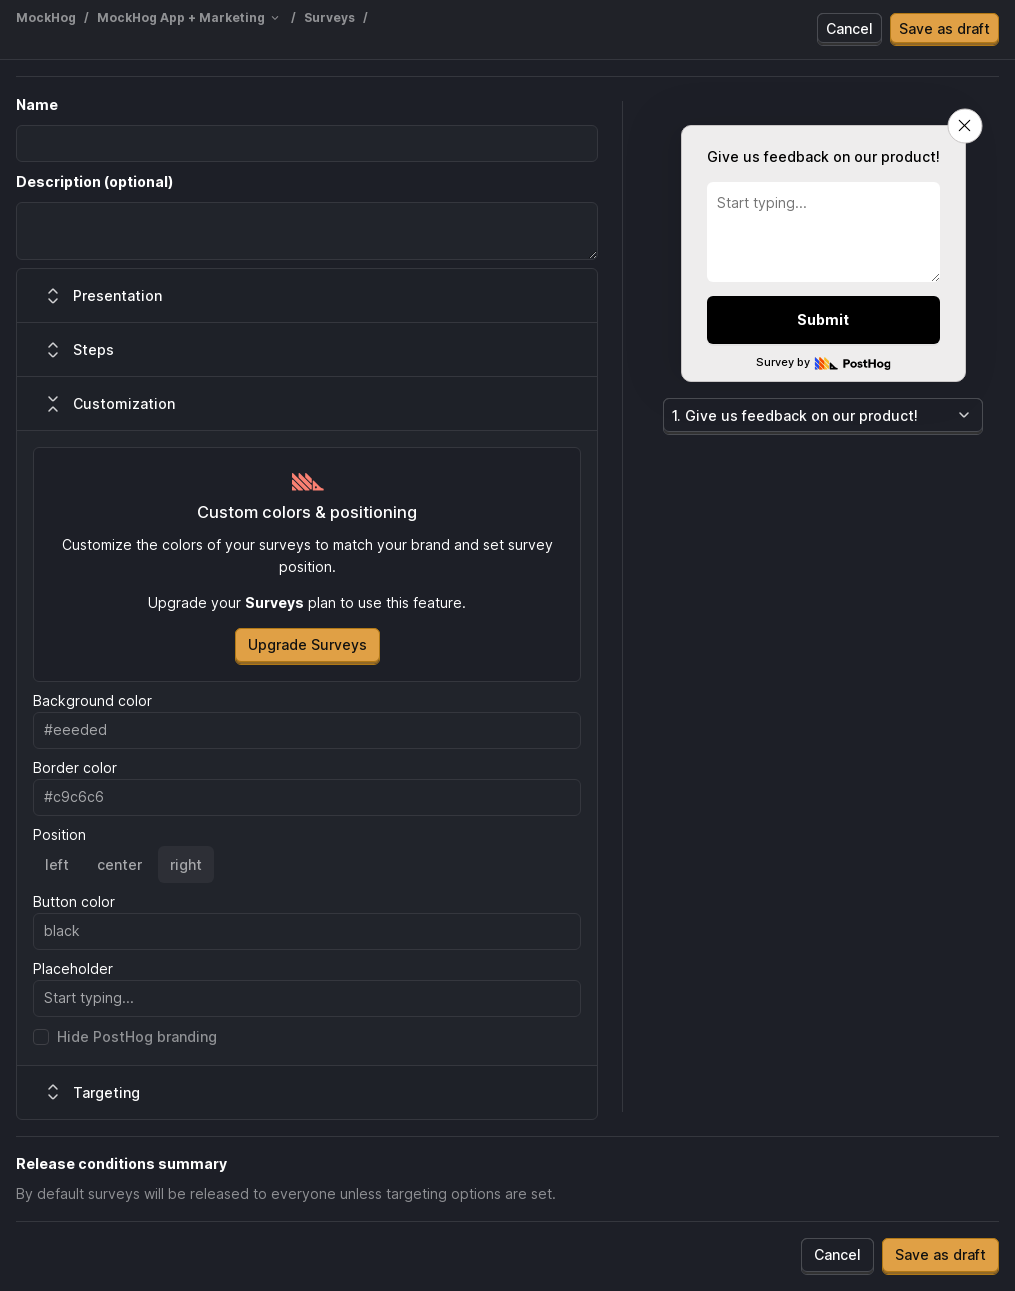 MockHog / MockHog App + Marketing / Surveys /
Cancel
Save as draft
Name
Description (optional)
Presentation
Steps
Customization
Custom colors & positioning
Customize the colors of your surveys to match your brand and set survey
position.
Upgrade your Surveys plan to use this feature.
Upgrade Surveys
Background color
#eeeded
Border color
#c9c6c6
Position
left
center
right
Button color
black
Placeholder
Start typing...
Hide PostHog branding
Targeting
Give us feedback on our product!
Start typing...
Submit
Survey by PostHog
1. Give us feedback on our product!
Release conditions summary
By default surveys will be released to everyone unless targeting options are set.
Cancel
Save as draft